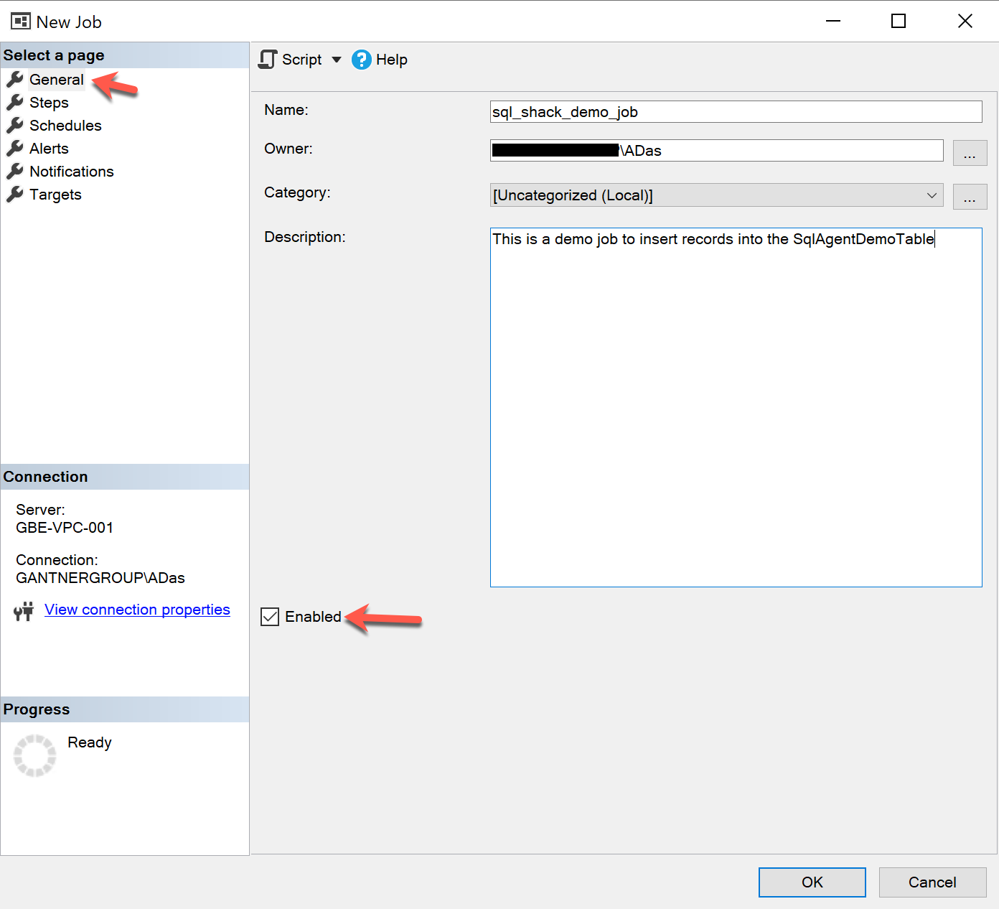 New Job
Select a page
General
Steps
Schedules
Alerts
Notifications
Targets
Connection
Server:
GBE-VPC-001
Connection:
GANTNERGROUP\ADas
View connection properties
Progress
Ready
Script
? Help
Name:
sql_shack_demo_job
Owner:
\ADas
...
Category:
[Uncategorized (Local)]
...
Description:
This is a demo job to insert records into the SqlAgentDemoTable
Enabled
OK
Cancel